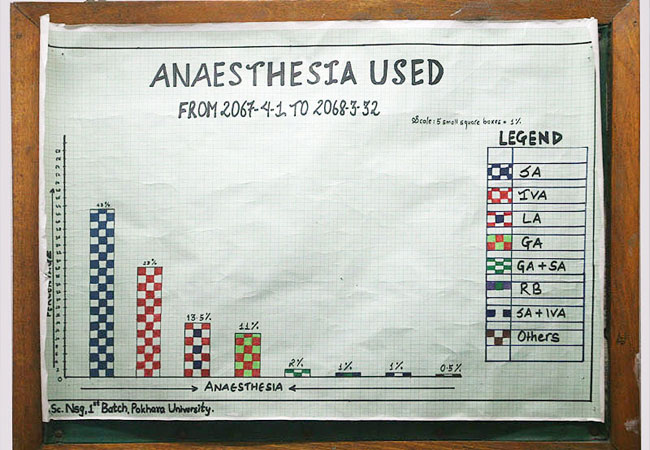 ANAESTHESIA USED
FROM 2067-4-1 TO 2068-3-32
Scale: 5 small square boxes = 1%
LEGEND
SA
IVA
LA
GA
GA + SA
RB
SA + IVA
Others
43%
28%
13.5%
11%
2%
1%
1%
0.5%
0
ANAESTHESIA
.Sc. Nsg, 1st Batch, Pokhara University.